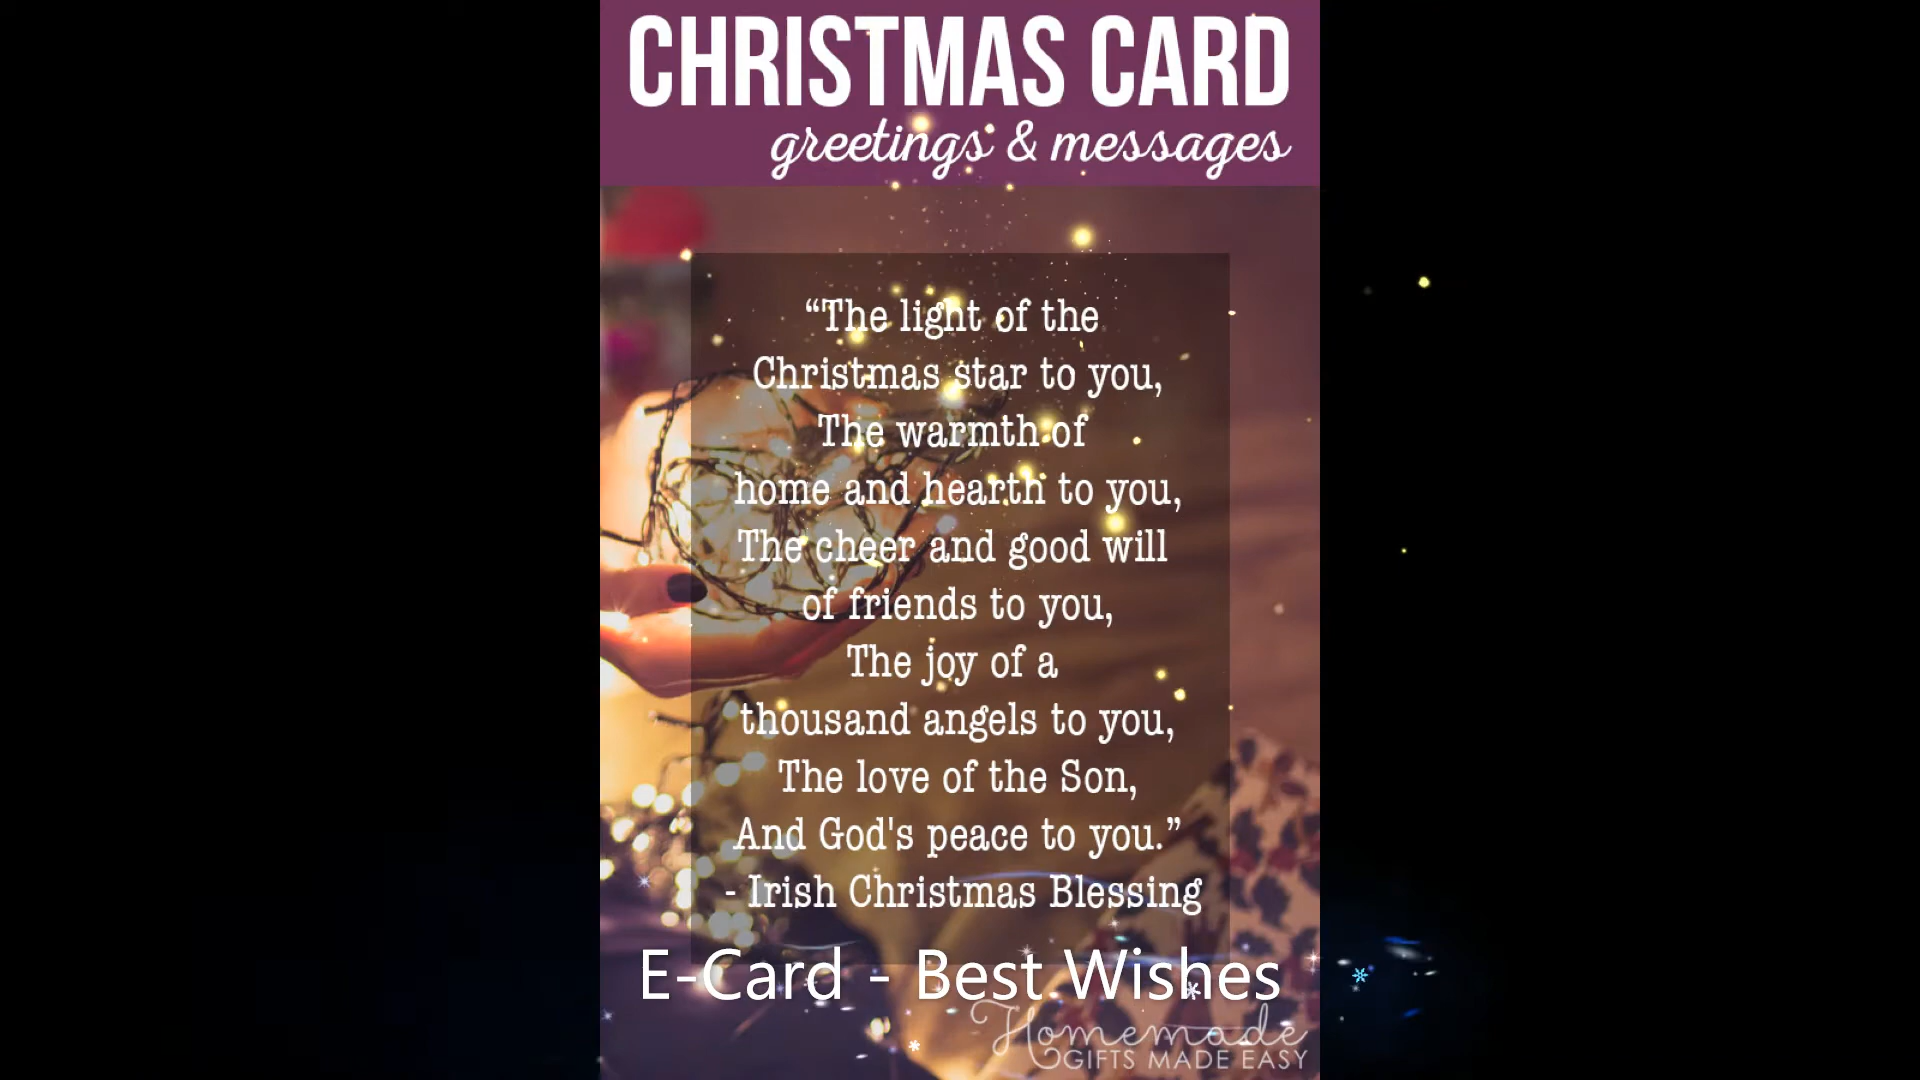 CHRISTMAS CARD
greetings & messages
“The light of the
Christmas star to you,
The warmth of
home and hearth to you,
The cheer and good will
of friends to you,
The joy of a
thousand angels to you,
The love of the Son,
And God's peace to you.”
- Irish Christmas Blessing
E-Card - Best Wishes
Homemade
GIFTS MADE EASY